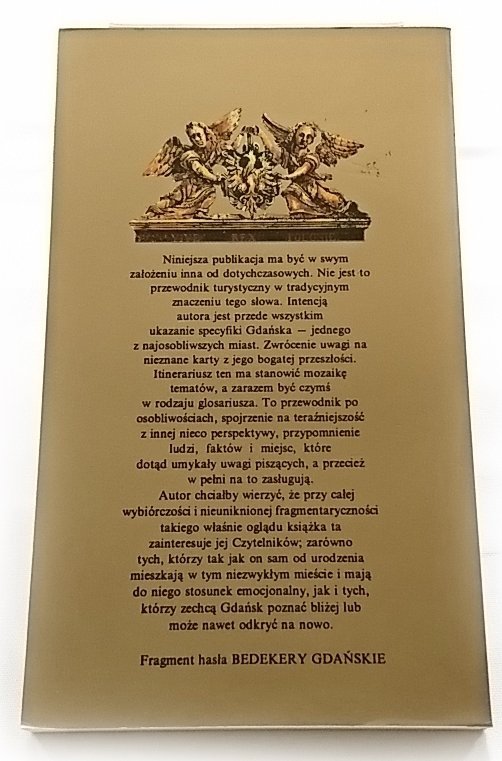 REX
Niniejsza publikacja ma być w swym
założeniu inna od dotychczasowych. Nie jest to
przewodnik turystyczny w tradycyjnym
znaczeniu tego słowa. Intencją
autora jest przede wszystkim
ukazanie specyfiki Gdańska — jednego
z najosobliwszych miast. Zwrócenie uwagi na
nieznane karty z jego bogatej przeszłości.
Itinerariusz ten ma stanowić mozaikę
tematów, a zarazem być czymś
w rodzaju glosariusza. To przewodnik po
osobliwościach, spojrzenie na teraźniejszość
z innej nieco perspektywy, przypomnienie
ludzi, faktów i miejsc, które
dotąd umykały uwagi piszących, a przecież
w pełni na to zasługują.
Autor chciałby wierzyć, że przy całej
wybiórczości i nieuniknionej fragmentaryczności
takiego właśnie oglądu książka ta
zainteresuje jej Czytelników; zarówno
tych, którzy tak jak on sam od urodzenia
mieszkają w tym niezwykłym mieście i mają
do niego stosunek emocjonalny, jak i tych,
którzy zechcą Gdańsk poznać bliżej lub
może nawet odkryć na nowo.
Fragment hasła BEDEKERY GDAŃSKIE